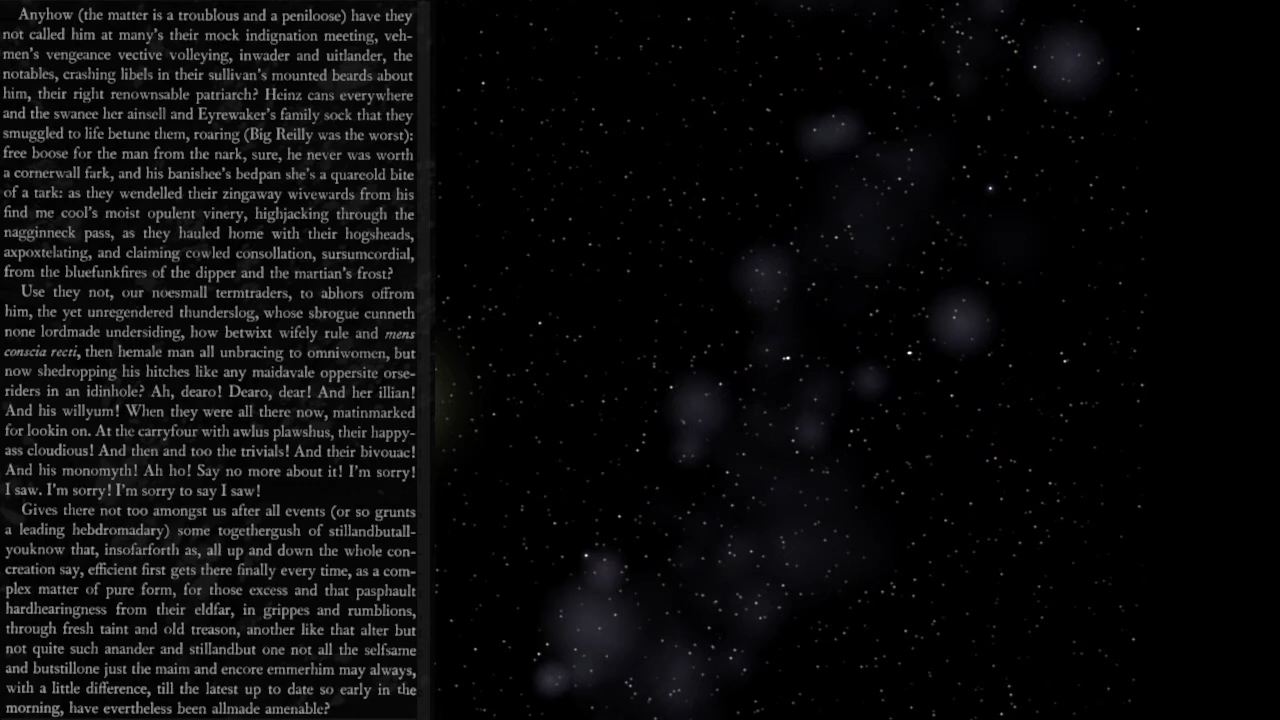 Anyhow (the matter is a troublous and a peniloose) have they
not called him at many's their mock indignation meeting, veh-
men's vengeance vective volleying, inwader and uitlander, the
notables, crashing libels in their sullivan's mounted beards about
him, their right renownsable patriarch? Heinz cans everywhere
and the swanee her ainsell and Eyrewaker's family sock that they
smuggled to life betune them, roaring (Big Reilly was the worst):
free boose for the man from the nark, sure, he never was worth
a cornerwall fark, and his banishee's bedpan she's a quareold bite
of a tark: as they wendelled their zingaway wivewards from his
find me cool's moist opulent vinery, highjacking through the
nagginneck pass, as they hauled home with their hogsheads,
axpoxtelating, and claiming cowled consollation, sursumcordial,
from the bluefunkfires of the dipper and the martian's frost?
Use they not, our noesmall termtraders, to abhors offrom
him, the yet unregendered thunderslog, whose sbrogue cunneth
none lordmade undersiding, how betwixt wifely rule and mens
conscia recti, then hemale man all unbracing to omniwomen, but
now shedropping his hitches like any maidavale oppersite orse-
riders in an idinhole? Ah, dearo! Dearo, dear! And her illian!
And his willyum! When they were all there now, matinmarked
for lookin on. At the carryfour with awlus plawshus, their happy-
ass cloudious! And then and too the trivials! And their bivouac!
And his monomyth! Ah ho! Say no more about it! I'm sorry!
I saw. I'm sorry! I'm sorry to say I saw!
Gives there not too amongst us after all events (or so grunts
a leading hebdromadary) some togethergush of stillandbutall-
youknow that, insofarforth as, all up and down the whole con-
creation say, efficient first gets there finally every time, as a com-
plex matter of pure form, for those excess and that pasphault
hardhearingness from their eldfar, in grippes and rumblions,
through fresh taint and old treason, another like that alter but
not quite such anander and stillandbut one not all the selfsame
and butstillone just the maim and encore emmerhim may always,
with a little difference, till the latest up to date so early in the
morning, have evertheless been allmade amenable?